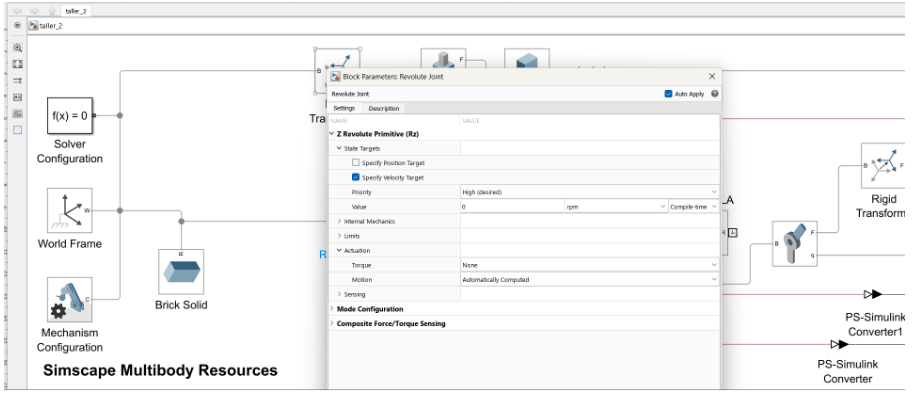 taller_2
taller_2
Block Parameters: Revolute Joint
Revolute Joint
Auto Apply
Settings
Description
NAME
VALUE
Z Revolute Primitive (Rz)
State Targets
Specify Position Target
Specify Velocity Target
Priority
High (desired)
Value
0
rpm
Compile-time
Internal Mechanics
Limits
Actuation
Torque
None
Motion
Automatically Computed
Sensing
Mode Configuration
Composite Force/Torque Sensing
f(x) = 0
Solver
Configuration
W
World Frame
R
Brick Solid
C
Mechanism
Configuration
Simscape Multibody Resources
B
Tra
F
R
LA
R
B
F
q
B
F
Rigid
Transform
PS-Simulink
Converter1
PS-Simulink
Converter